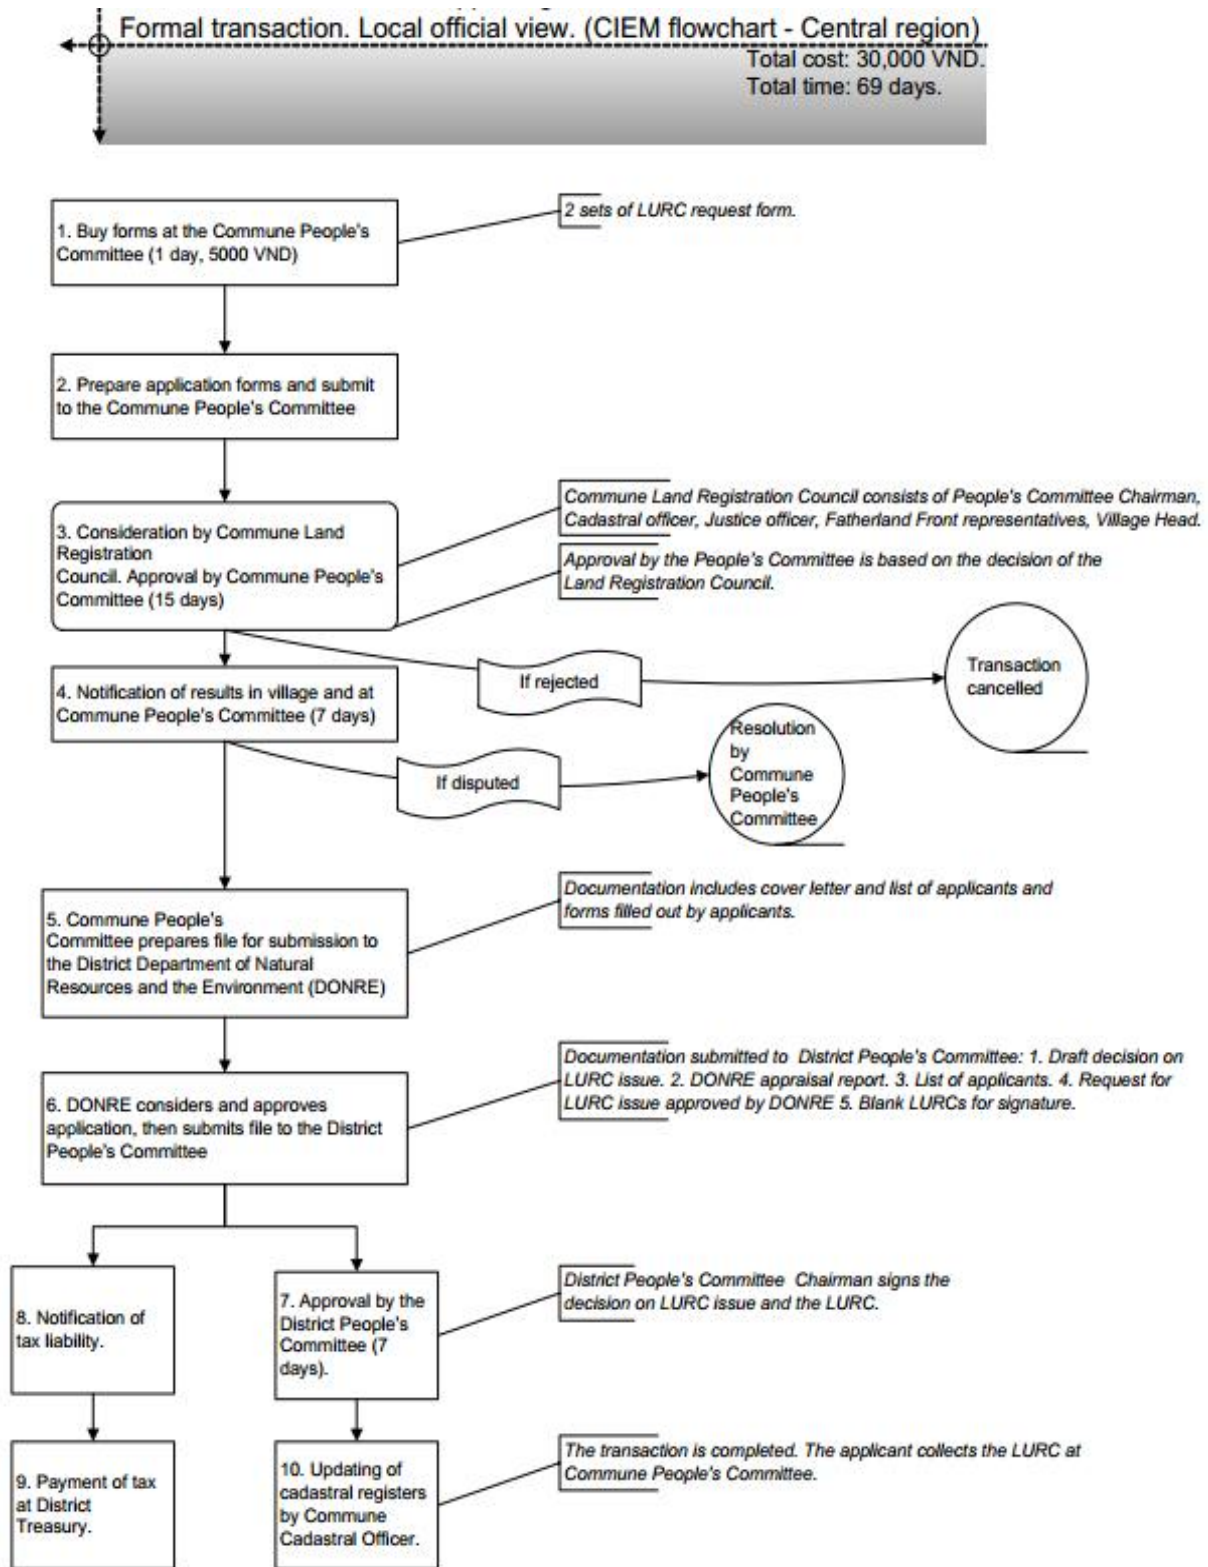 Formal transaction. Local official view. (CIEM flowchart - Central region)
Total cost: 30,000 VND.
Total time: 69 days.
1. Buy forms at the Commune People's
Committee (1 day, 5000 VND)
2 sets of LURC request form.
2. Prepare application forms and submit
to the Commune People's Committee
3. Consideration by Commune Land
Registration
Council. Approval by Commune People's
Committee (15 days)
Commune Land Registration Council consists of People's Committee Chairman,
Cadastral officer, Justice officer, Fatherland Front representatives, Village Head.
Approval by the People's Committee is based on the decision of the
Land Registration Council.
If rejected
Transaction
cancelled
4. Notification of results in village and at
Commune People's Committee (7 days)
If disputed
Resolution
by
Commune
People's
Committee
5. Commune People's
Committee prepares file for submission to
the District Department of Natural
Resources and the Environment (DONRE)
Documentation includes cover letter and list of applicants and
forms filled out by applicants.
6. DONRE considers and approves
application, then submits file to the District
People's Committee
Documentation submitted to District People's Committee: 1. Draft decision on
LURC issue. 2. DONRE appraisal report. 3. List of applicants. 4. Request for
LURC issue approved by DONRE 5. Blank LURCs for signature.
8. Notification of
tax liability.
7. Approval by the
District People's
Committee (7
days).
District People's Committee Chairman signs the
decision on LURC issue and the LURC.
9. Payment of tax
at District
Treasury.
10. Updating of
cadastral registers
by Commune
Cadastral Officer.
The transaction is completed. The applicant collects the LURC at
Commune People's Committee.